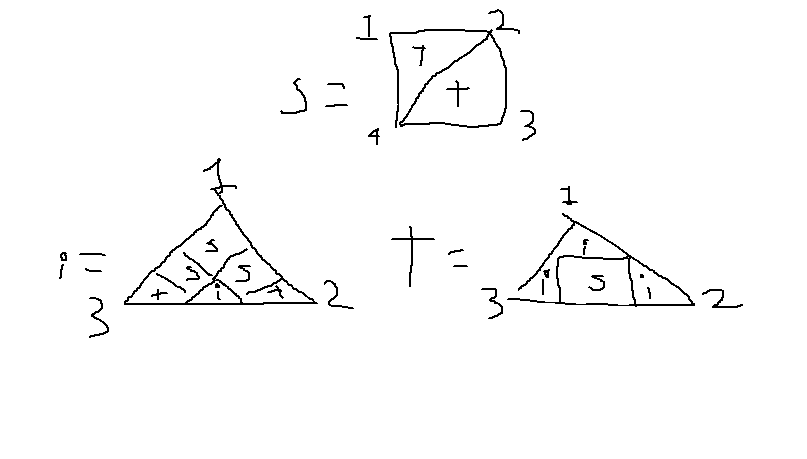 1 2
T
S = T
4 3
1
i = s
s s
t i t
3 2
T = 1
i
i s i
3 2